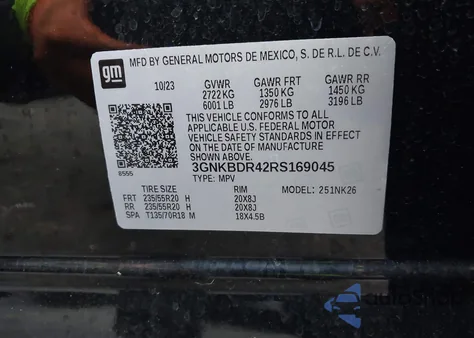 gm
MFD BY GENERAL MOTORS DE MEXICO, S. DE R.L. DE C.V.
10/23 GVWR GAWR FRT GAWR RR
2722 KG 1350 KG 1450 KG
6001 LB 2976 LB 3196 LB
THIS VEHICLE CONFORMS TO ALL
APPLICABLE U.S. FEDERAL MOTOR
VEHICLE SAFETY STANDARDS IN EFFECT
ON THE DATE OF MANUFACTURE SHOWN ABOVE.
3GNKBDR42RS169045
8555 TYPE: MPV
TIRE SIZE RIM MODEL: 251NK26
FRT 235/55R20 H 20X8J
RR 235/55R20 H 20X8J
SPA T135/70R18 M 18X4.5B
autoShop